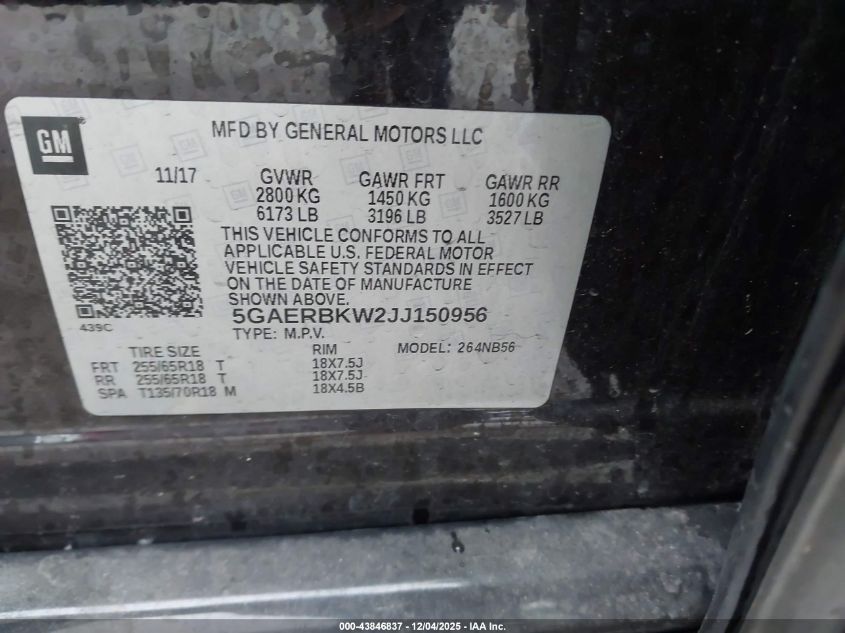 GM
MFD BY GENERAL MOTORS LLC
11/17 GVWR GAWR FRT GAWR RR
2800 KG 1450 KG 1600 KG
6173 LB 3196 LB 3527 LB
THIS VEHICLE CONFORMS TO ALL
APPLICABLE U.S. FEDERAL MOTOR
VEHICLE SAFETY STANDARDS IN EFFECT
ON THE DATE OF MANUFACTURE
SHOWN ABOVE.
439C
5GAERBKW2JJ150956
TYPE: M.P.V.
TIRE SIZE RIM MODEL: 264NB56
FRT 255/65R18 T 18X7.5J
RR 255/65R18 T 18X7.5J
SPA T135/70R18 M 18X4.5B
000-43846837 - 12/04/2025 - IAA Inc.